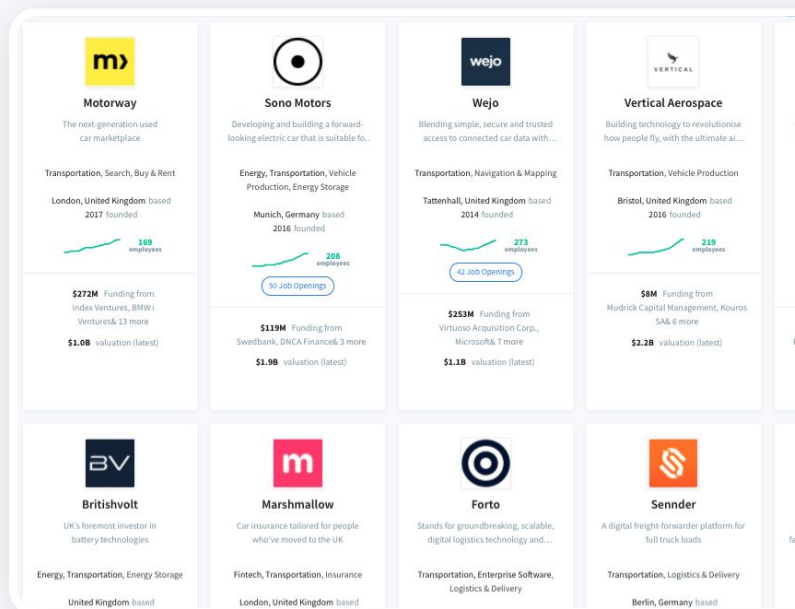 m›
Motorway
The next-generation used
car marketplace
Transportation, Search, Buy & Rent
London, United Kingdom based
2017 founded
169
employees
$272M Funding from
Index Ventures, BMW i
Ventures& 13 more
$1.0B valuation (latest)
Sono Motors
Developing and building a forward-
looking electric car that is suitable fo...
Energy, Transportation, Vehicle
Production, Energy Storage
Munich, Germany based
2016 founded
208
employees
50 Job Openings
$119M Funding from
Swedbank, DNCA Finance& 3 more
$1.9B valuation (latest)
wejo
Wejo
Blending simple, secure and trusted
access to connected car data with...
Transportation, Navigation & Mapping
Tattenhall, United Kingdom based
2014 founded
273
employees
42 Job Openings
$253M Funding from
Virtuoso Acquisition Corp.,
Microsoft& 7 more
$1.1B valuation (latest)
VERTICAL
Vertical Aerospace
Building technology to revolutionise
how people fly, with the ultimate ai...
Transportation, Vehicle Production
Bristol, United Kingdom based
2016 founded
219
employees
$8M Funding from
Mudrick Capital Management, Kouros
SA& 6 more
$2.2B valuation (latest)
BV
Britishvolt
UK's foremost investor in
battery technologies
Energy, Transportation, Energy Storage
United Kingdom based
m
Marshmallow
Car insurance tailored for people
who've moved to the UK
Fintech, Transportation, Insurance
London, United Kingdom based
Forto
Stands for groundbreaking, scalable,
digital logistics technology and...
Transportation, Enterprise Software,
Logistics & Delivery
Sennder
A digital freight-forwarder platform for
full truck loads
Transportation, Logistics & Delivery
Berlin, Germany based